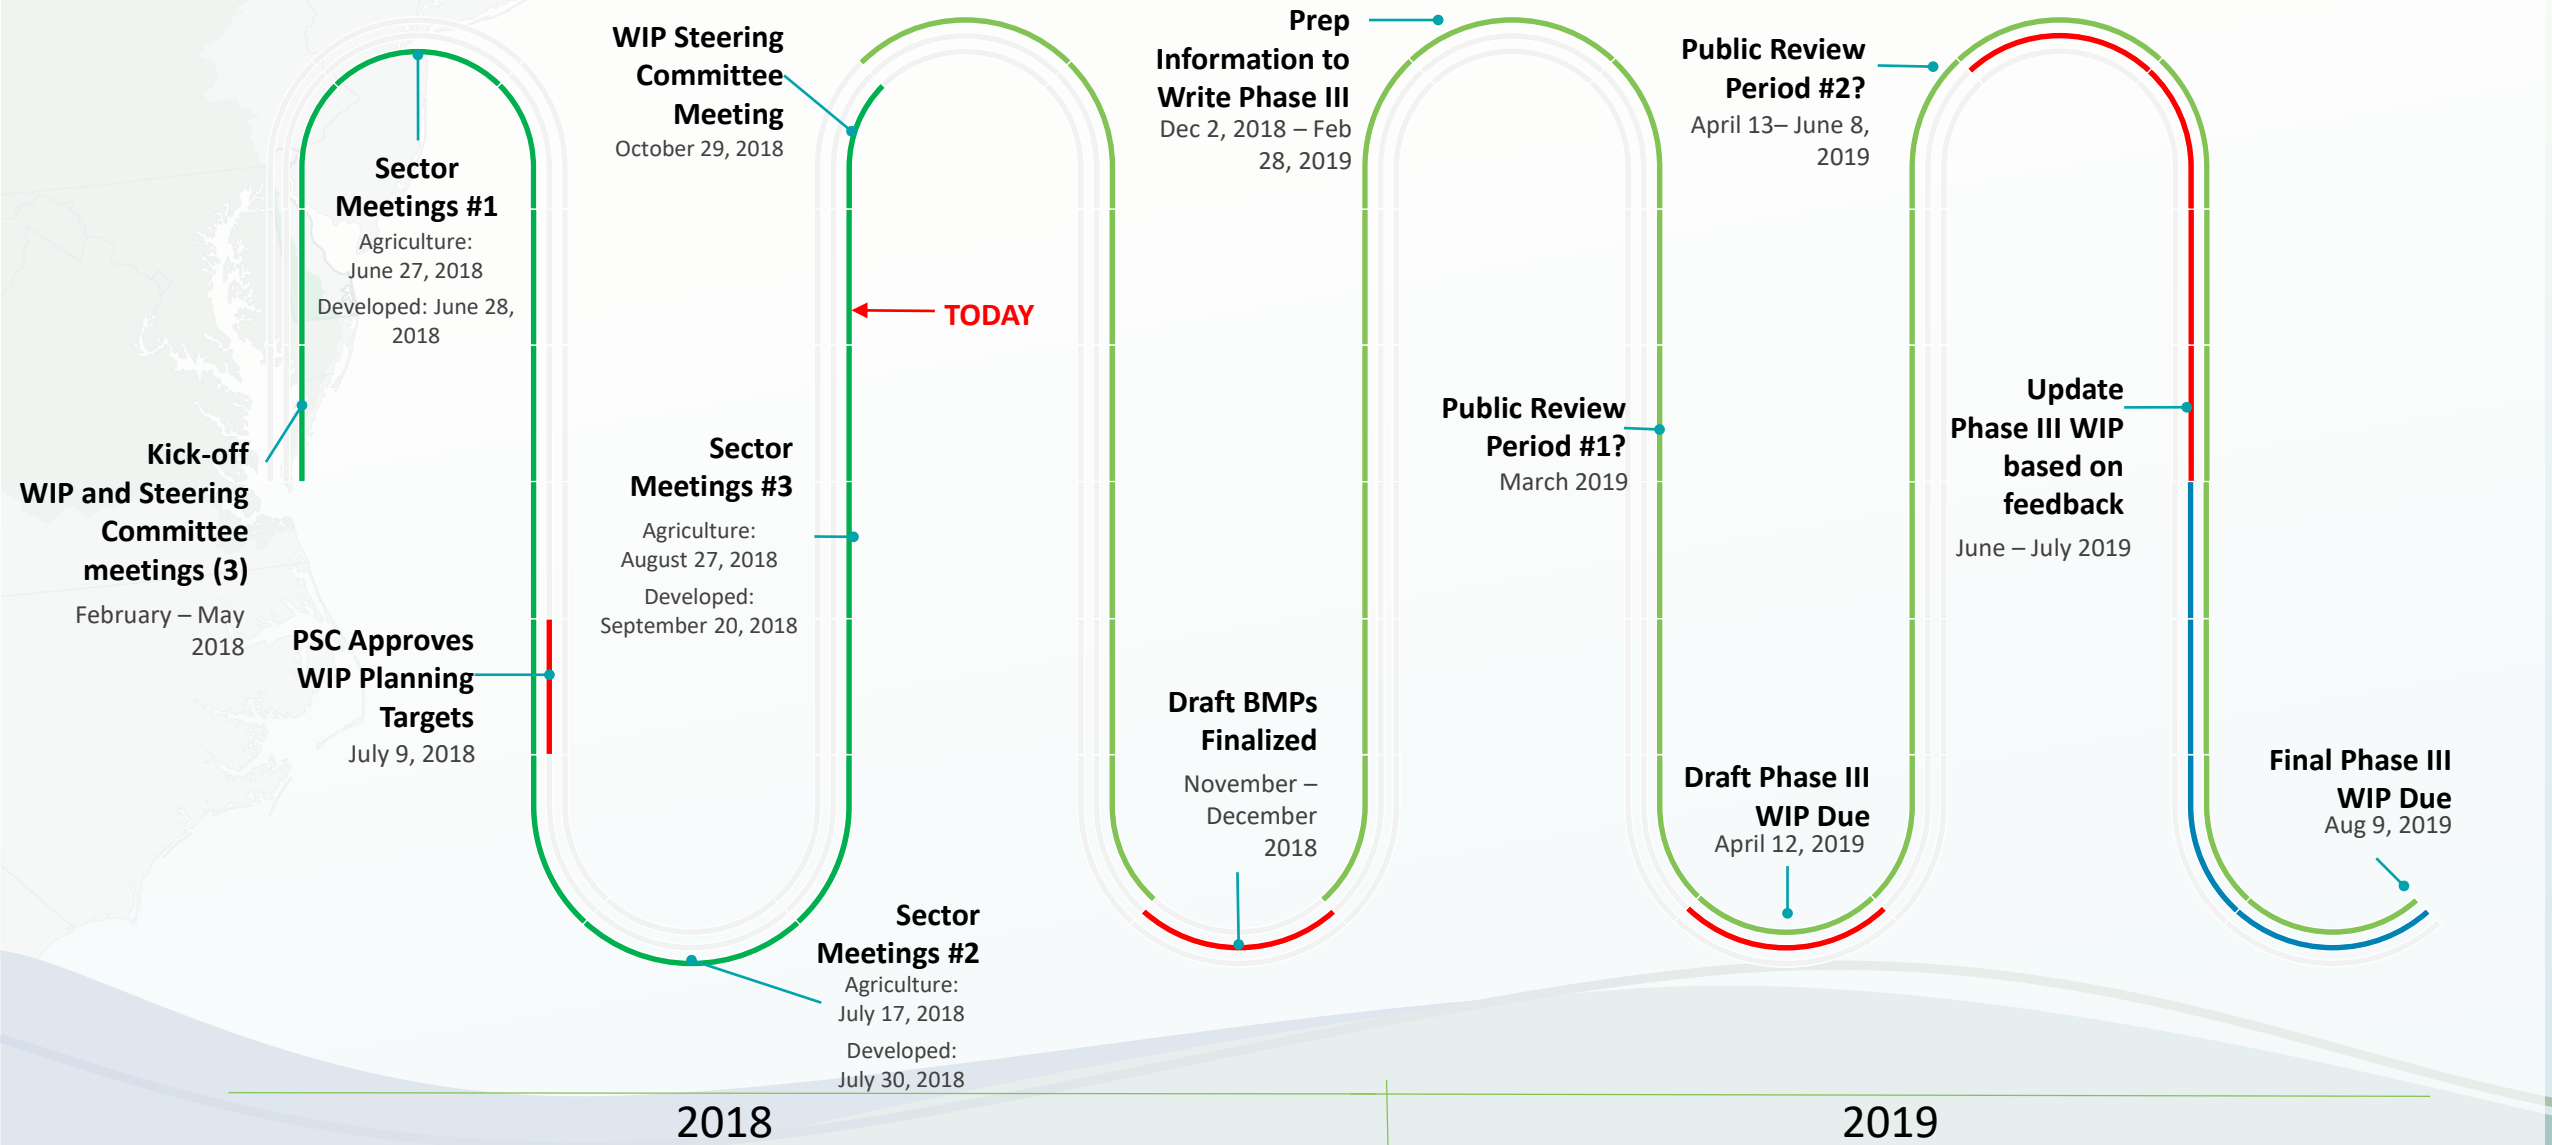 Kick-off
WIP and Steering
Committee
meetings (3)
February – May
2018
Sector
Meetings #1
Agriculture:
June 27, 2018
Developed: June 28,
2018
PSC Approves
WIP Planning
Targets
July 9, 2018
Sector
Meetings #2
Agriculture:
July 17, 2018
Developed:
July 30, 2018
Sector
Meetings #3
Agriculture:
August 27, 2018
Developed:
September 20, 2018
TODAY
WIP Steering
Committee
Meeting
October 29, 2018
Draft BMPs
Finalized
November –
December
2018
Prep
Information to
Write Phase III
Dec 2, 2018 – Feb
28, 2019
Public Review
Period #1?
March 2019
Draft Phase III
WIP Due
April 12, 2019
Public Review
Period #2?
April 13– June 8,
2019
Update
Phase III WIP
based on
feedback
June – July 2019
Final Phase III
WIP Due
Aug 9, 2019
2018
2019